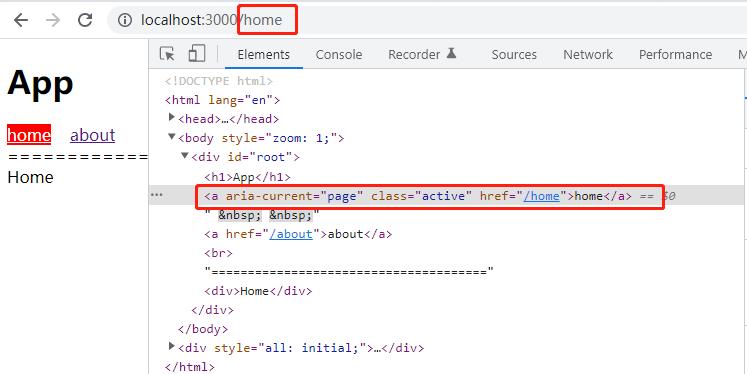 localhost:3000/home
App
home about
============
Home
Elements Console Recorder Sources Network Performance M
<!DOCTYPE html>
<html lang="en">
<head>…</head>
<body style="zoom: 1;">
<div id="root">
<h1>App</h1>
<a aria-current="page" class="active" href="/home">home</a> == $0
" &nbsp; &nbsp;"
<a href="/about">about</a>
<br>
"==================================="
<div>Home</div>
</div>
</body>
<div style="all: initial;">…</div>
</html>